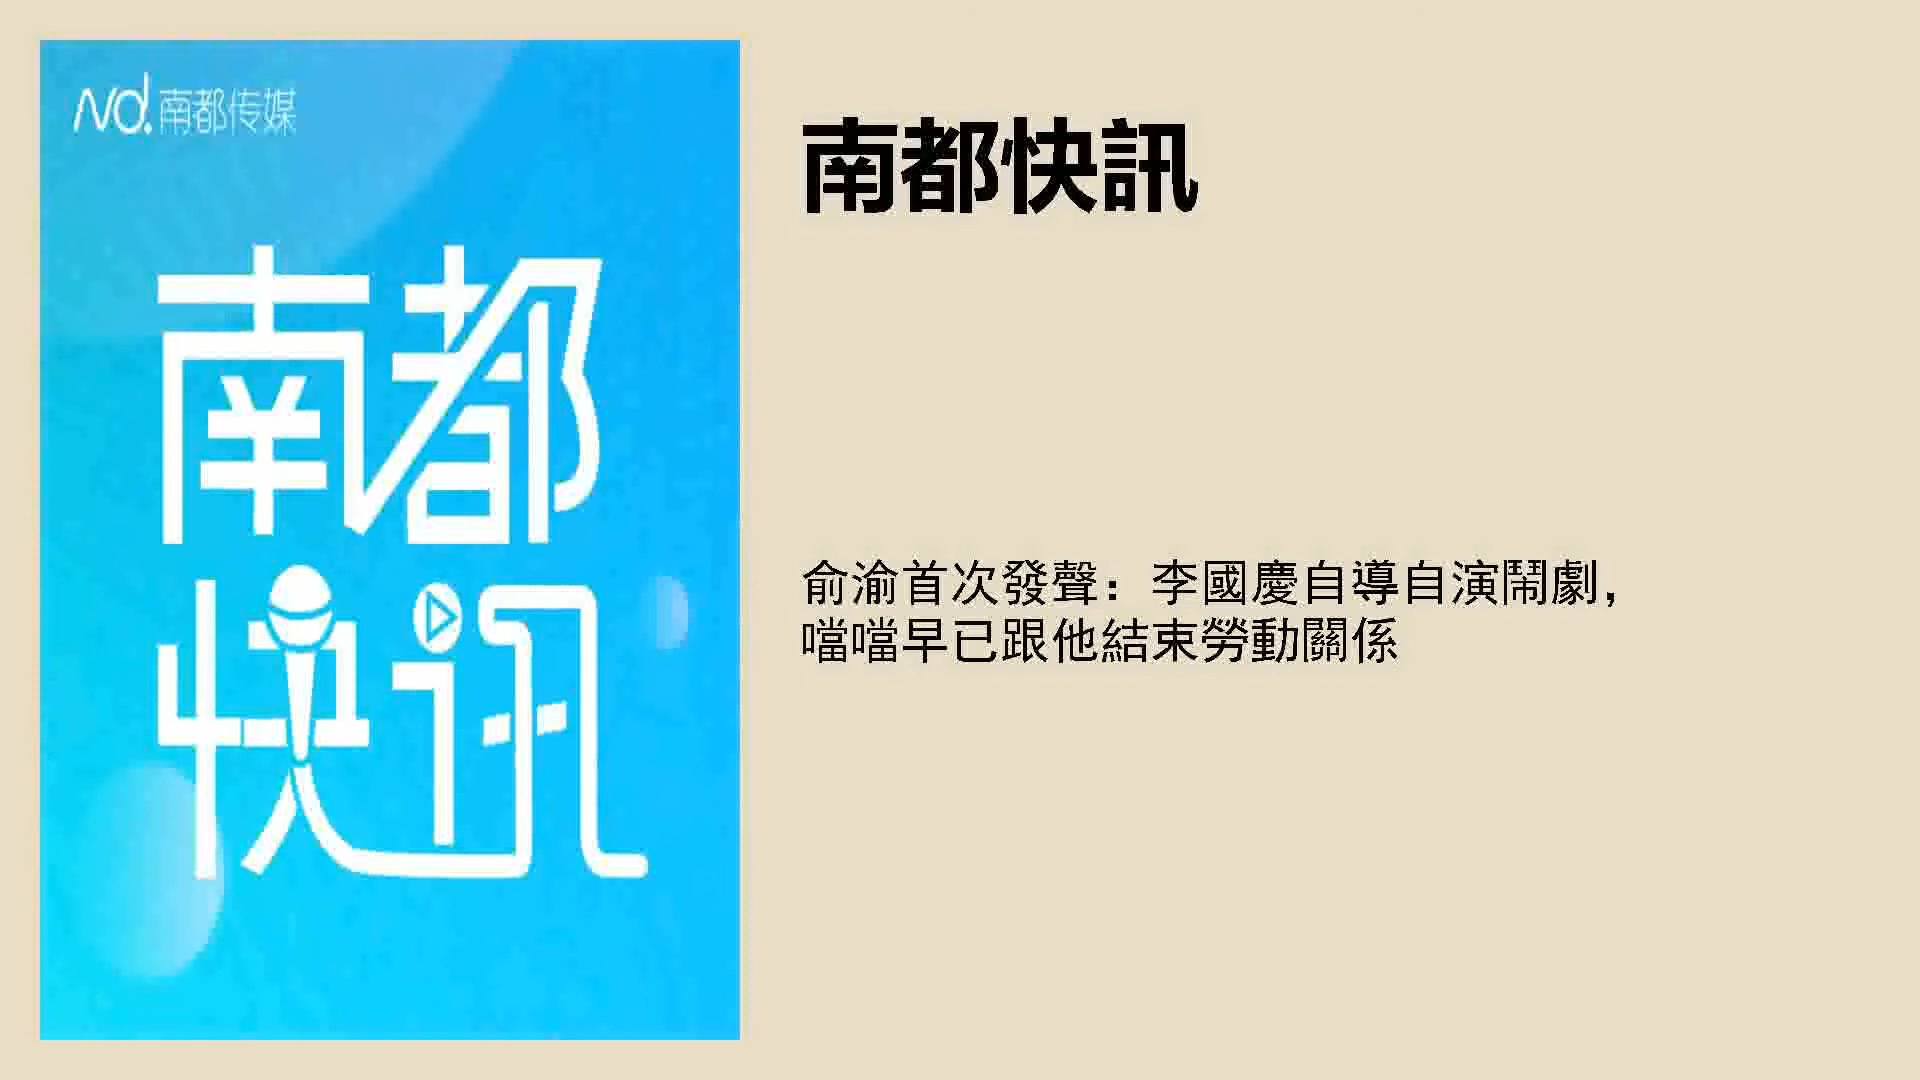 Nd.南都传媒
南都
快讯
南都快訊
俞渝首次發聲：李國慶自導自演鬧劇，
噹噹早已跟他結束勞動關係